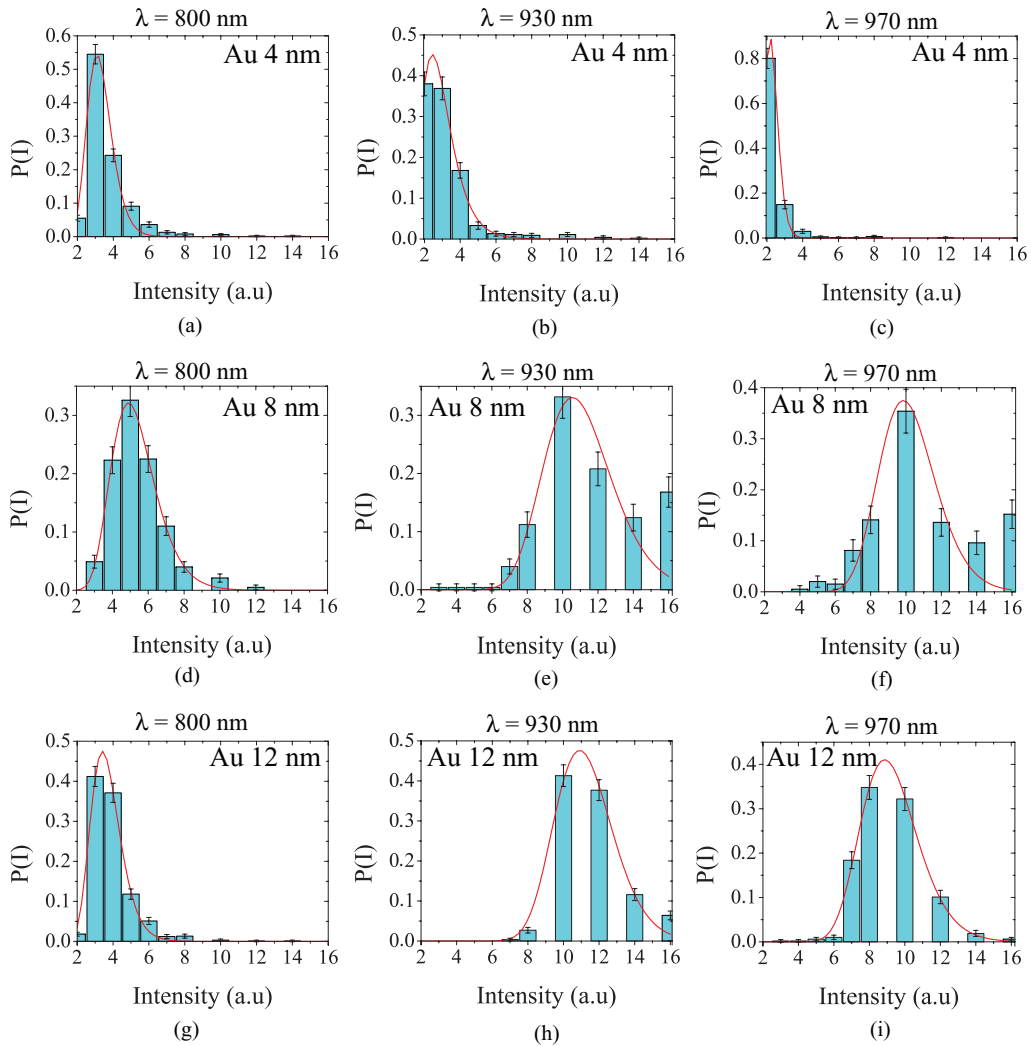 λ = 800 nm
Au 4 nm
P(I)
0.6
0.5
0.4
0.3
0.2
0.1
0.0
2 4 6 8 10 12 14 16
Intensity (a.u)
(a)
λ = 930 nm
Au 4 nm
P(I)
0.5
0.4
0.3
0.2
0.1
0.0
2 4 6 8 10 12 14 16
Intensity (a.u)
(b)
λ = 970 nm
Au 4 nm
P(I)
0.8
0.6
0.4
0.2
0.0
2 4 6 8 10 12 14 16
Intensity (a.u)
(c)
λ = 800 nm
Au 8 nm
P(I)
0.3
0.2
0.1
0.0
2 4 6 8 10 12 14 16
Intensity (a.u)
(d)
λ = 930 nm
Au 8 nm
P(I)
0.3
0.2
0.1
0.0
2 4 6 8 10 12 14 16
Intensity (a.u)
(e)
λ = 970 nm
Au 8 nm
P(I)
0.4
0.3
0.2
0.1
0.0
2 4 6 8 10 12 14 16
Intensity (a.u)
(f)
λ = 800 nm
Au 12 nm
P(I)
0.5
0.4
0.3
0.2
0.1
0.0
2 4 6 8 10 12 14 16
Intensity (a.u)
(g)
λ = 930 nm
Au 12 nm
P(I)
0.5
0.4
0.3
0.2
0.1
0.0
2 4 6 8 10 12 14 16
Intensity (a.u)
(h)
λ = 970 nm
Au 12 nm
P(I)
0.4
0.3
0.2
0.1
0.0
2 4 6 8 10 12 14 16
Intensity (a.u)
(i)